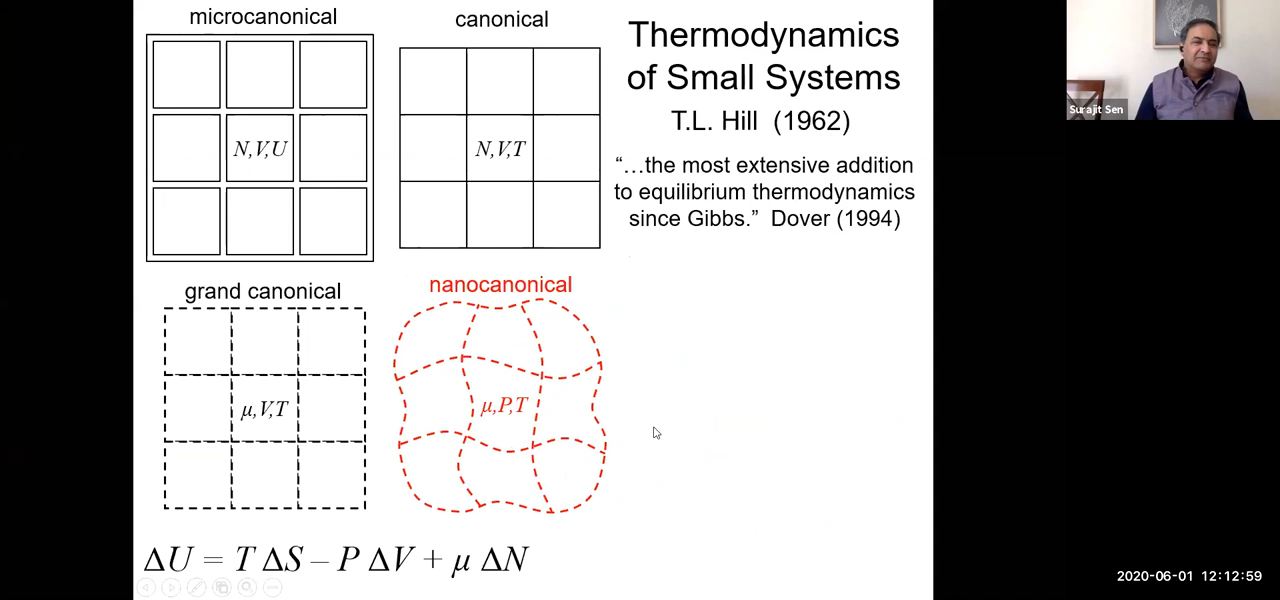 microcanonical
N,V,U
canonical
N,V,T
Thermodynamics
of Small Systems
T.L. Hill (1962)
“…the most extensive addition
to equilibrium thermodynamics
since Gibbs.” Dover (1994)
grand canonical
μ,V,T
nanocanonical
μ,P,T
ΔU = T ΔS – P ΔV + μ ΔN
Surajit Sen
2020-06-01 12:12:59